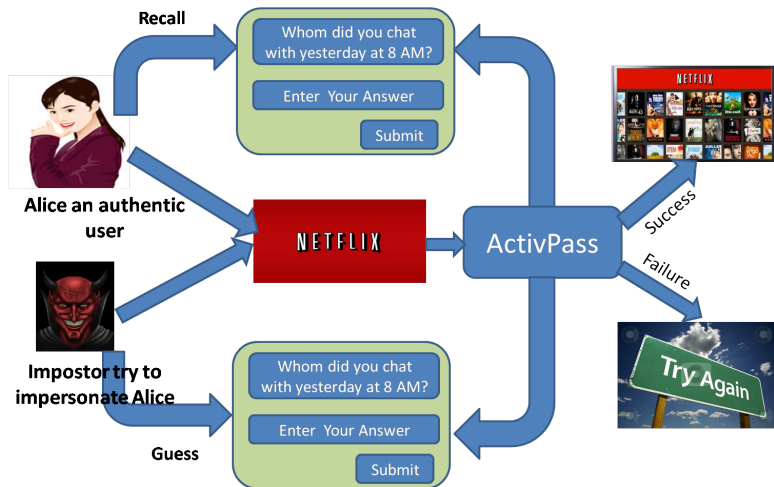 Recall
Whom did you chat
with yesterday at 8 AM?
Enter Your Answer
Submit
NETFLIX
Alice an authentic
user
NETFLIX
ActivPass
Success
Failure
Impostor try to
impersonate Alice
Guess
Whom did you chat
with yesterday at 8 AM?
Enter Your Answer
Submit
Try Again